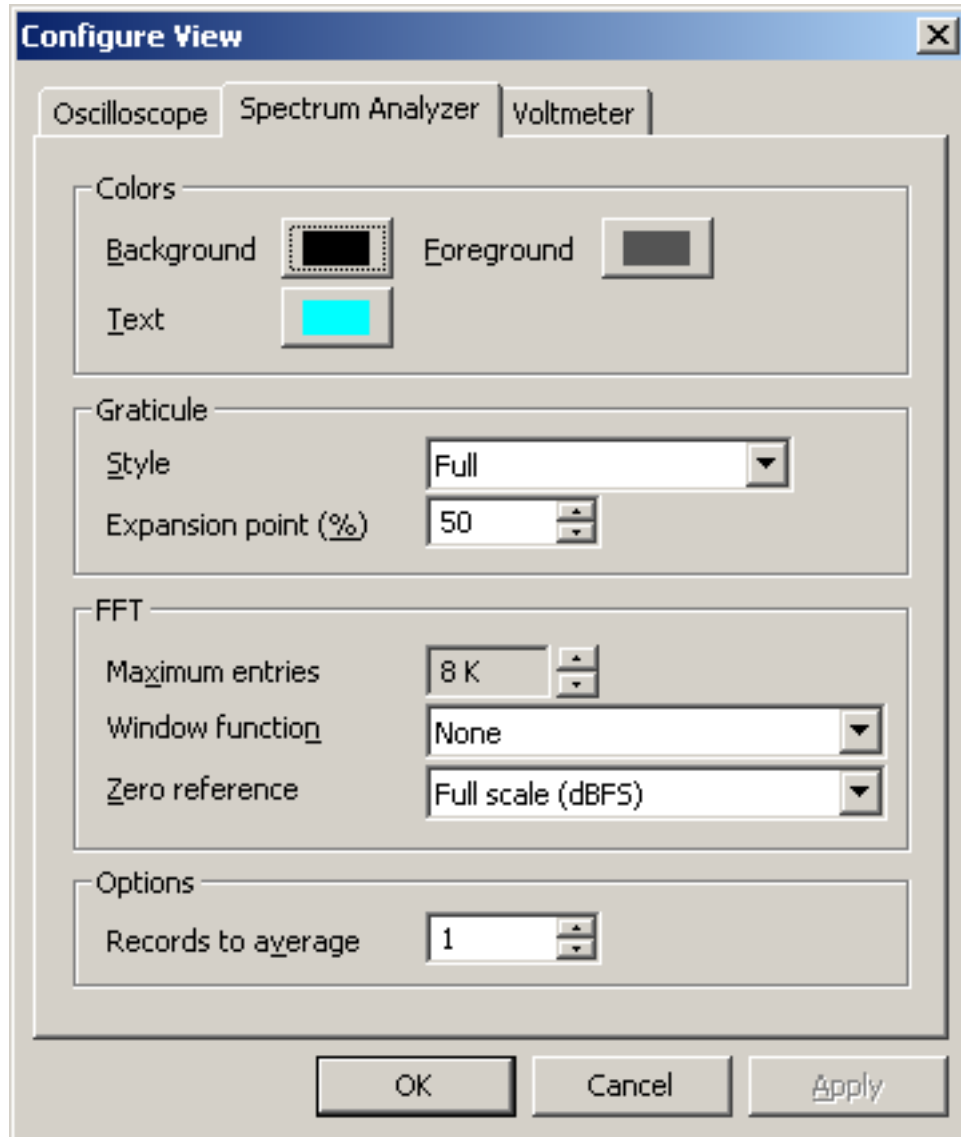 Configure View
Oscilloscope Spectrum Analyzer Voltmeter
Colors
Background Foreground
Text
Graticule
Style Full
Expansion point (%) 50
FFT
Maximum entries 8 K
Window function None
Zero reference Full scale (dBFS)
Options
Records to average 1
OK Cancel Apply